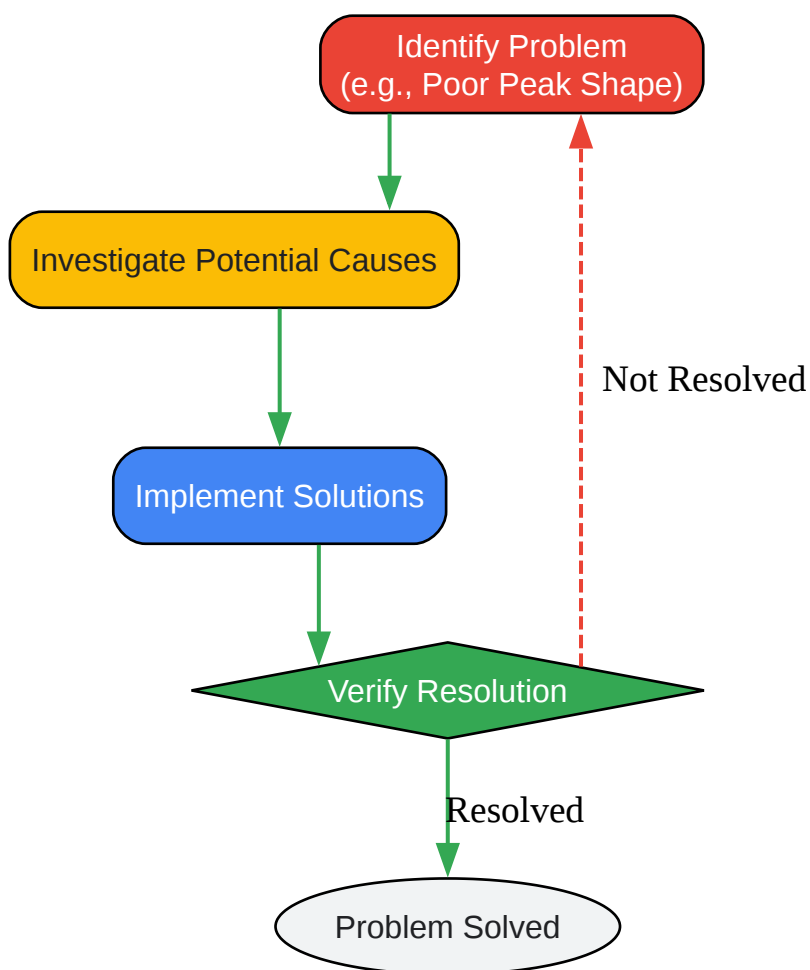 Identify Problem
(e.g., Poor Peak Shape)
Investigate Potential Causes
Not Resolved
Implement Solutions
Verify Resolution
Resolved
Problem Solved